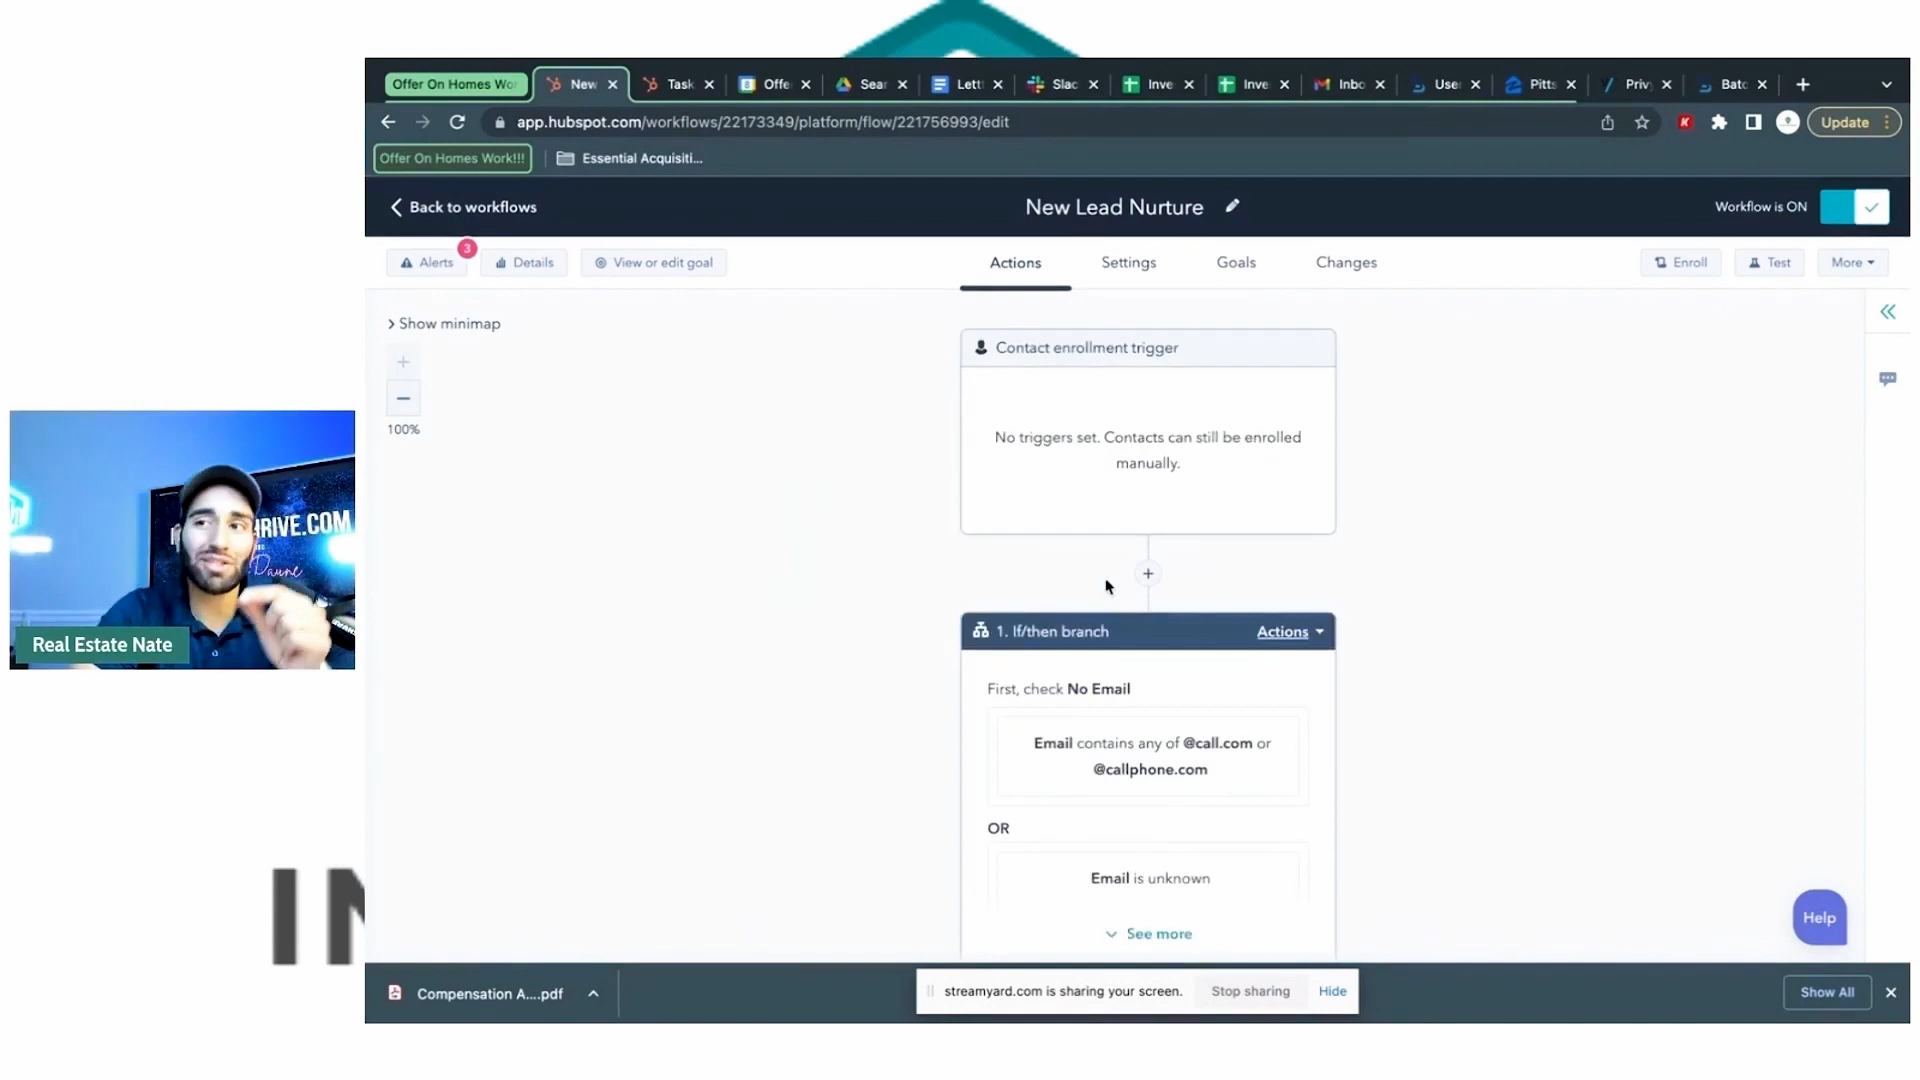 Offer On Homes Wo
New
Task
Offe
Sear
Lett
Slac
Inve
Inve
Inbo
User
Pitts
Priv
Batc
app.hubspot.com/workflows/22173349/platform/flow/221756993/edit
Update
Offer On Homes Work!!!
Essential Acquisiti...
Back to workflows
New Lead Nurture
Workflow is ON
Alerts
3
Details
View or edit goal
Actions
Settings
Goals
Changes
Enroll
Test
More
Show minimap
100%
Contact enrollment trigger
No triggers set. Contacts can still be enrolled
manually.
1. If/then branch
Actions
First, check No Email
Email contains any of @call.com or
@callphone.com
OR
Email is unknown
See more
HRIVE.COM
Real Estate Nate
IN
Help
Compensation A....pdf
streamyard.com is sharing your screen.
Stop sharing
Hide
Show All